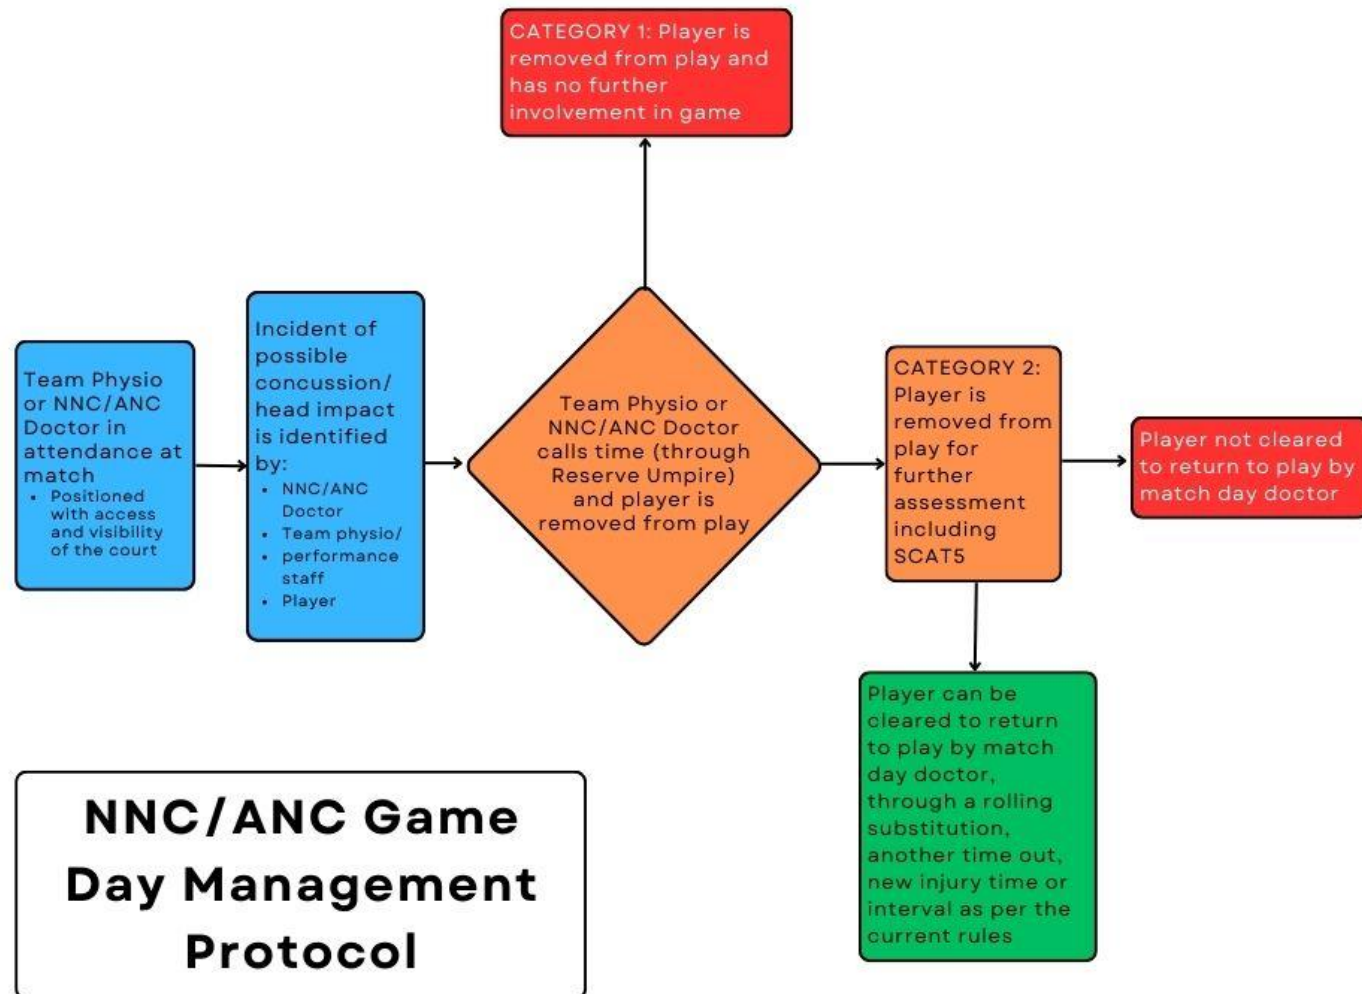 CATEGORY 1: Player is
removed from play and
has no further
involvement in game
Team Physio
or NNC/ANC
Doctor in
attendance at
match
• Positioned
with access
and visibility
of the court
Incident of
possible
concussion/
head impact
is identified
by:
• NNC/ANC
Doctor
• Team physio/
• performance
staff
• Player
Team Physio or
NNC/ANC Doctor
calls time (through
Reserve Umpire)
and player is
removed from play
CATEGORY 2:
Player is
removed from
play for
further
assessment
including
SCAT5
Player not cleared
to return to play by
match day doctor
Player can be
cleared to return
to play by match
day doctor,
through a rolling
substitution,
another time out,
new injury time or
interval as per the
current rules
NNC/ANC Game
Day Management
Protocol